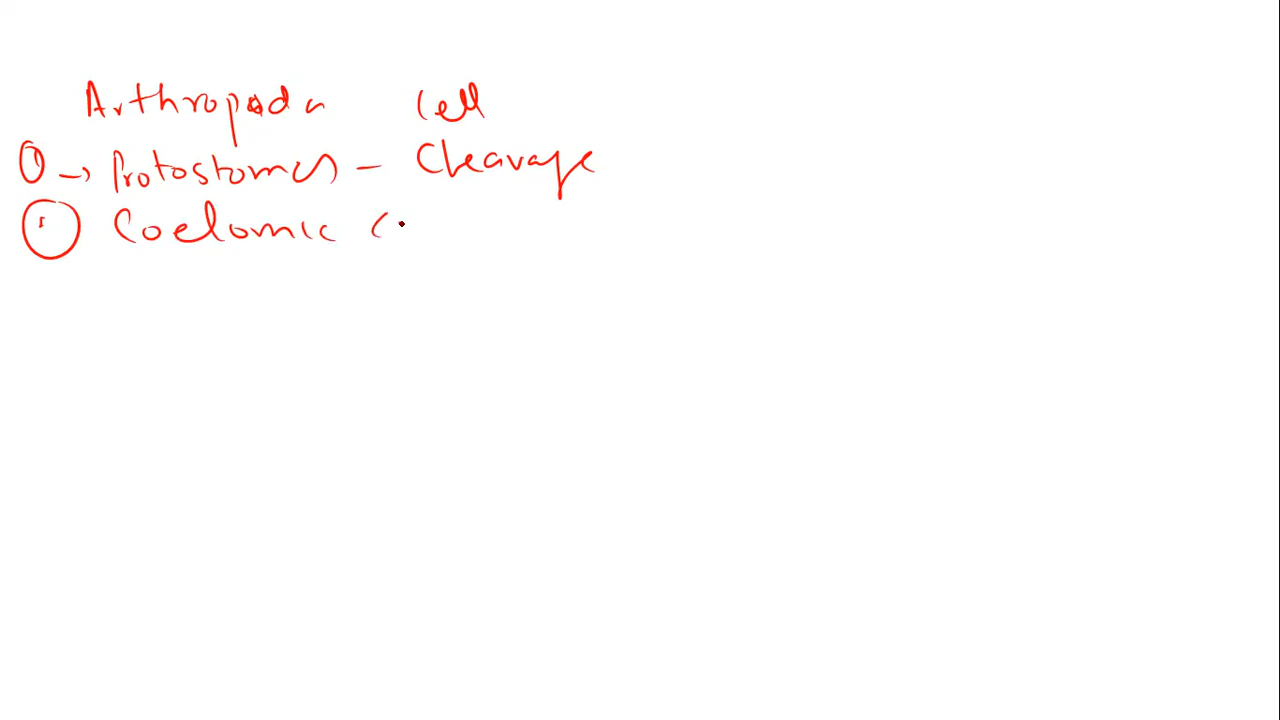 Arthropoda cell
① → Protostomes - Cleavage
① Coelomic (